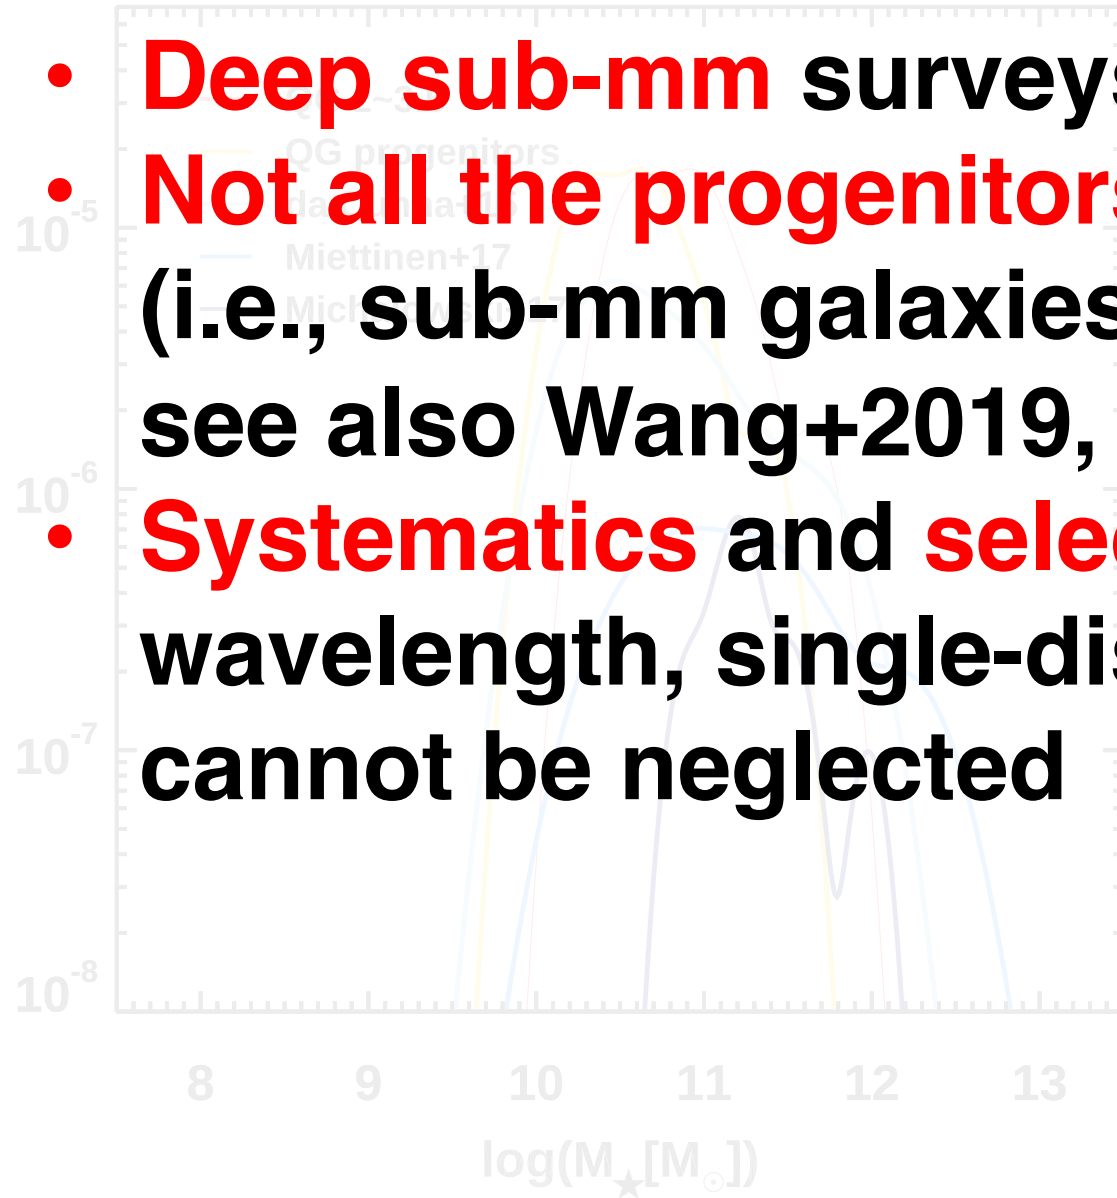 • Deep sub-mm surveys
• Not all the progenitors
(i.e., sub-mm galaxies
see also Wang+2019,
• Systematics and selec
wavelength, single-dis
cannot be neglected
QG progenitors
Miettinen+17
10-5
10-6
10-7
10-8
8 9 10 11 12 13
log(M★[M☉])